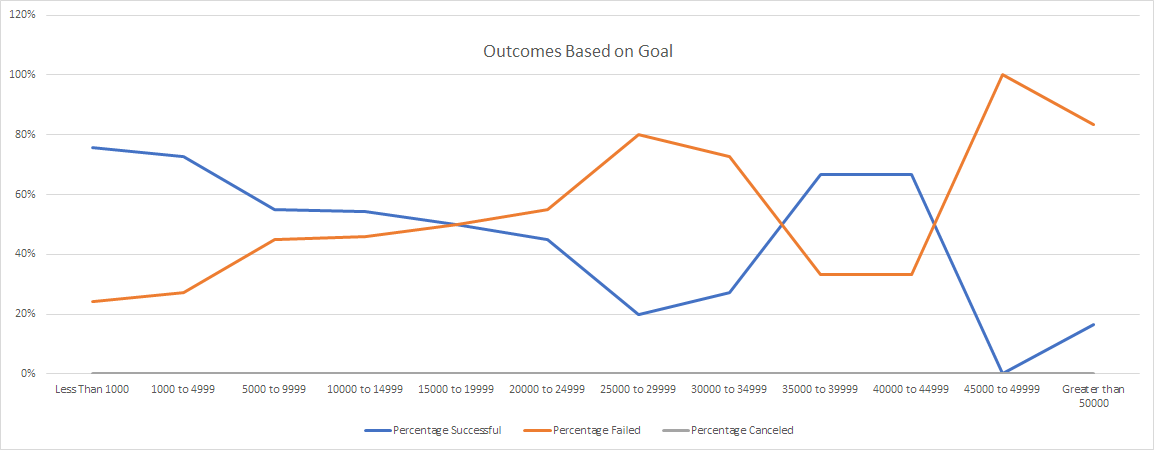 120%
Outcomes Based on Goal
100%
80%
60%
40%
20%
0%
Less Than 1000 1000 to 4999 5000 to 9999 10000 to 14999 15000 to 19999 20000 to 24999 25000 to 29999 30000 to 34999 35000 to 39999 40000 to 44999 45000 to 49999 Greater than
50000
Percentage Successful Percentage Failed Percentage Canceled